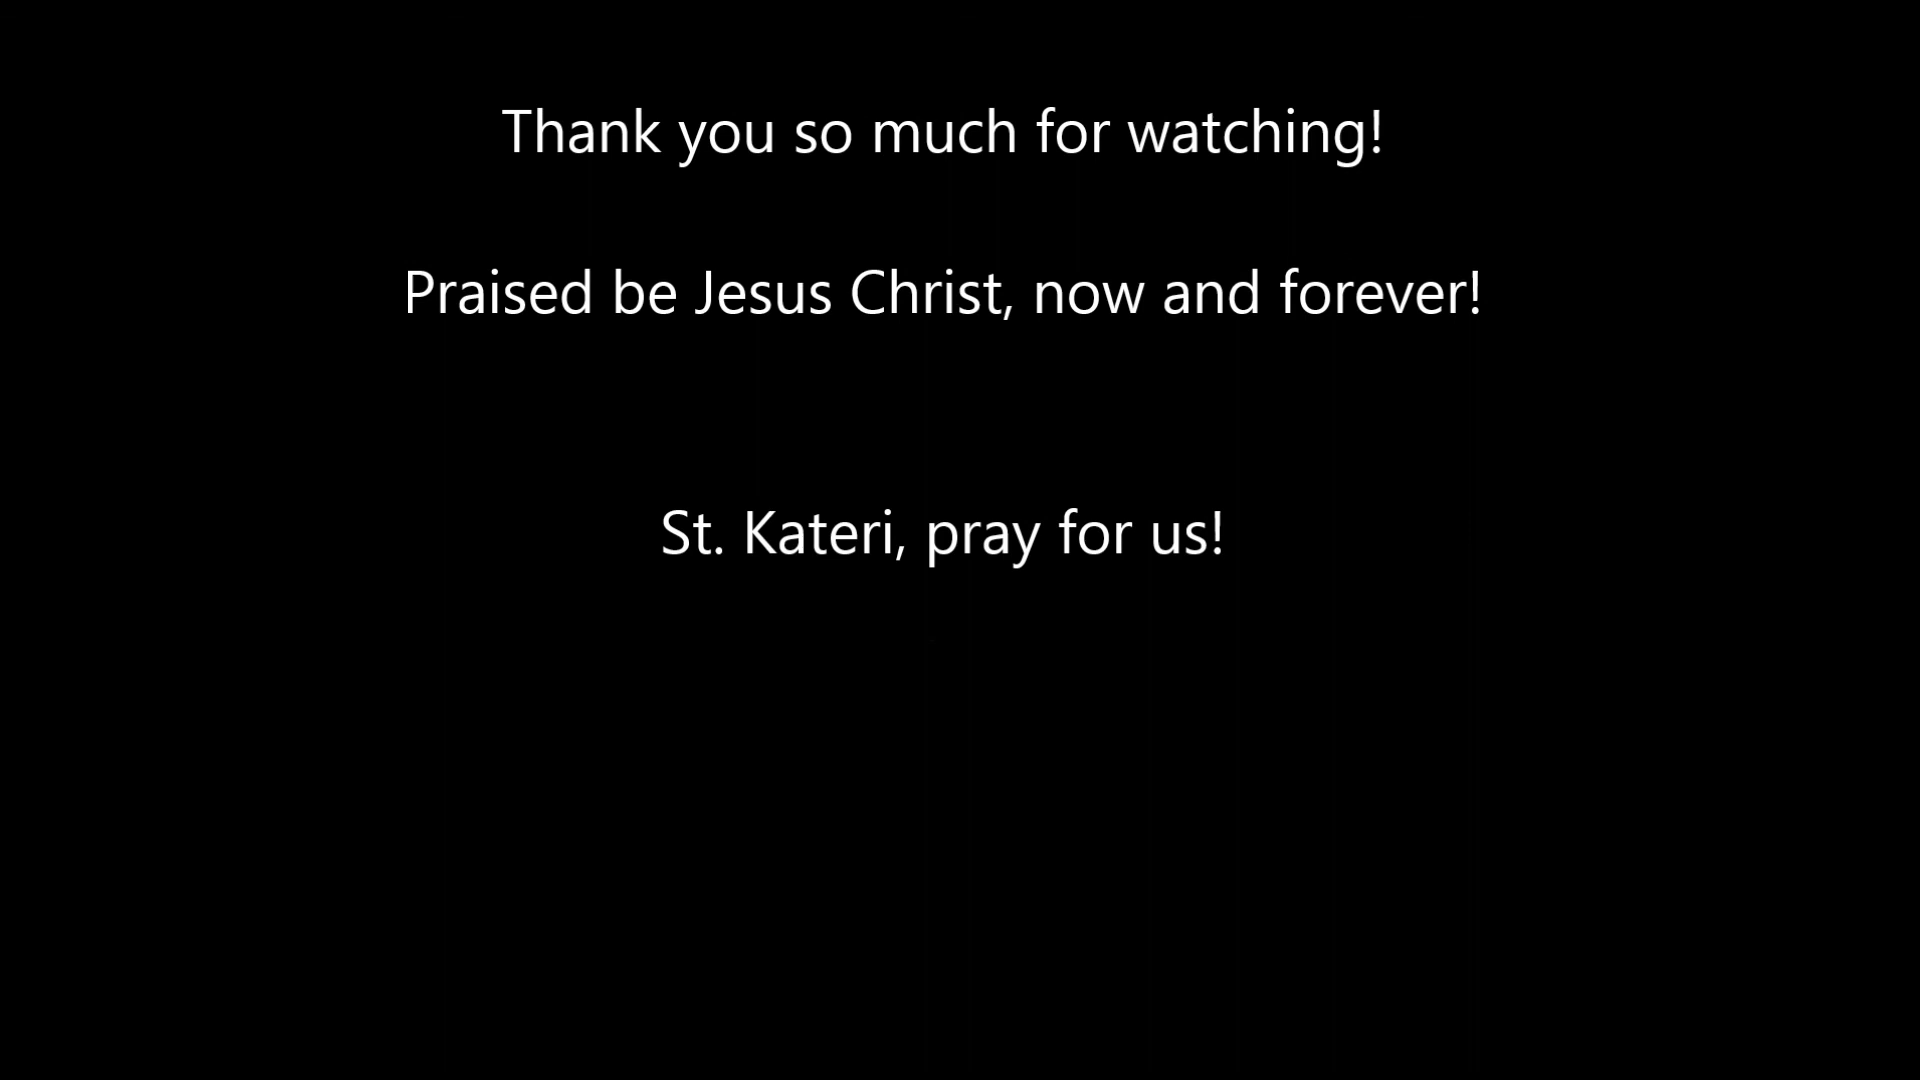 Thank you so much for watching!
Praised be Jesus Christ, now and forever!
St. Kateri, pray for us!